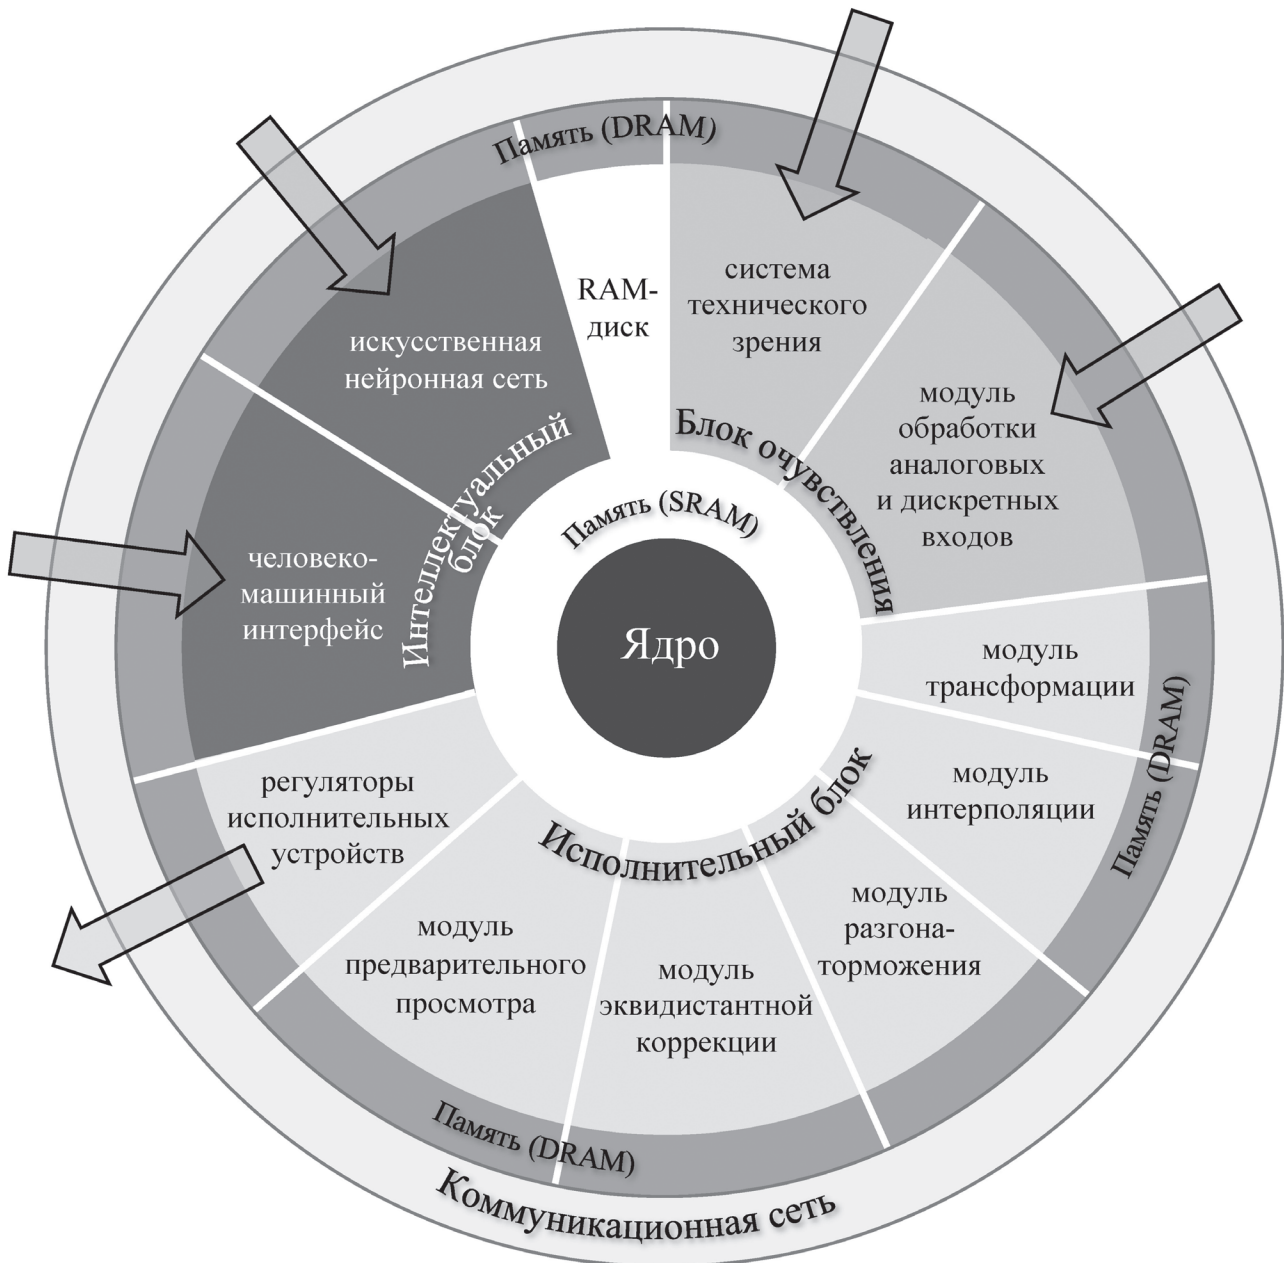 Память (DRAM)
RAM-
диск
система
технического
зрения
модуль
обработки
аналоговых
и дискретных
входов
Блок очувствления
искусственная
нейронная сеть
Интеллектуальный
блок
человеко-
машинный
интерфейс
Память (SRAM)
Ядро
модуль
трансформации
Память (DRAM)
модуль
интерполяции
Исполнительный блок
модуль
разгона-
торможения
модуль
эквидистантной
коррекции
модуль
предварительного
просмотра
регуляторы
исполнительных
устройств
Память (DRAM)
Коммуникационная сеть